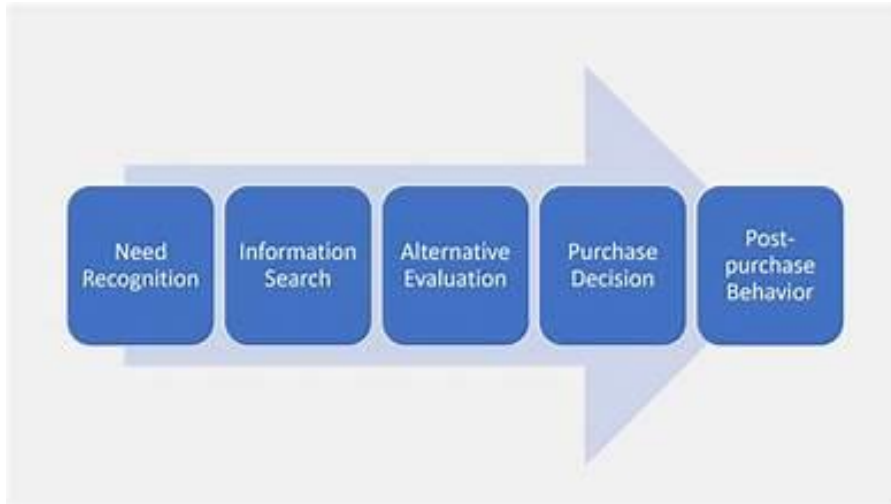 Need
Recognition
Information
Search
Alternative
Evaluation
Purchase
Decision
Post-
purchase
Behavior